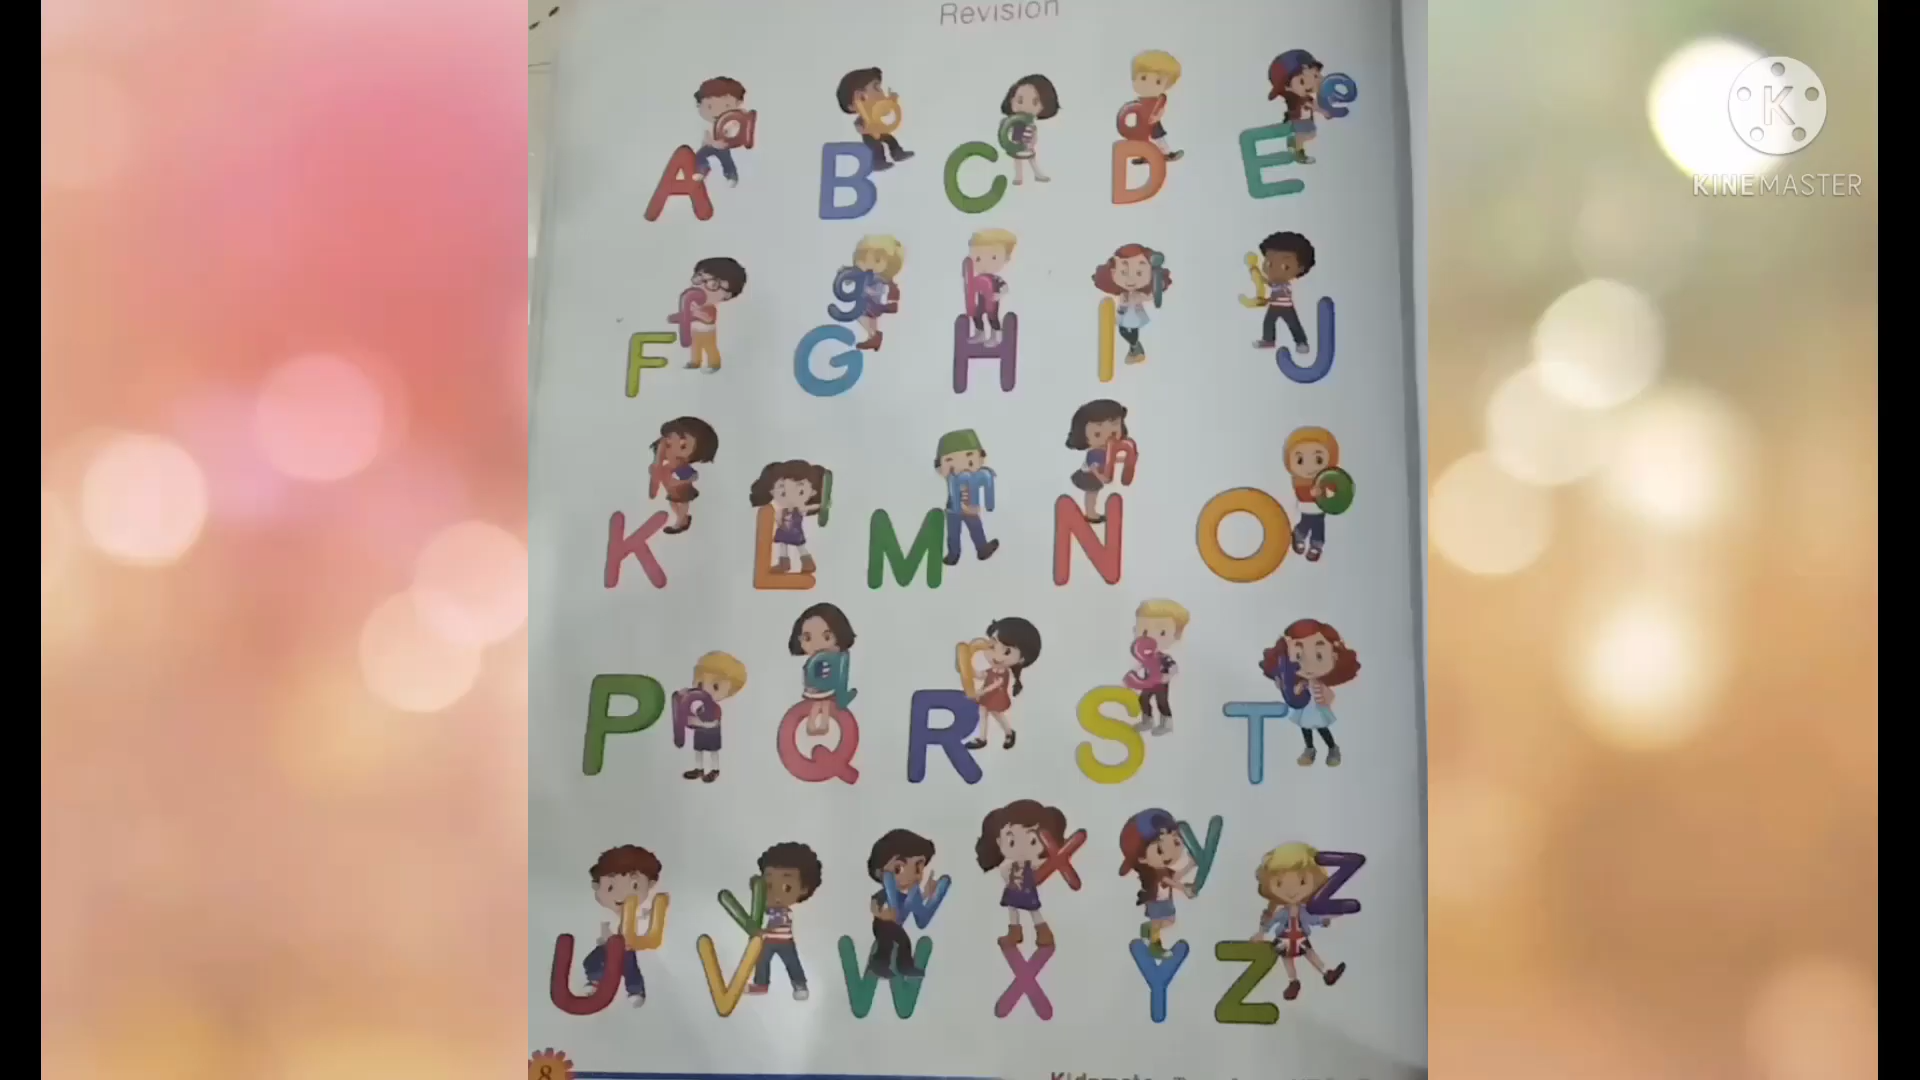 Revision
A a B b C c D d E e
F f G g H h I i J j
K k L l M m N n O o
P p Q q R r S s T t
U u V v W w X x Y y Z z
8
K
KINEMASTER